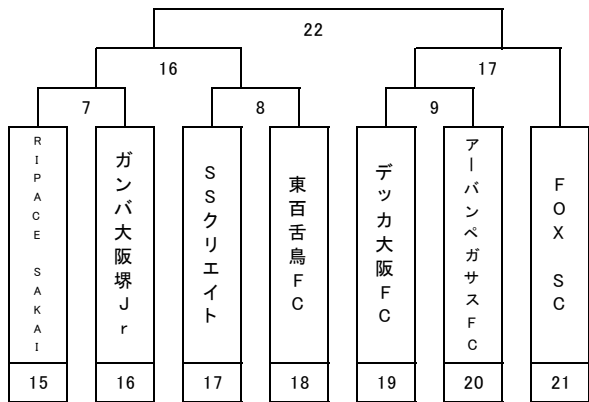 22
16
17
7
8
9
RIPACE SAKAI
ガンバ大阪堺Jr
SSクリエイト
東百舌鳥FC
デッカ大阪FC
アーバンペガサスFC
FOX SC
15
16
17
18
19
20
21